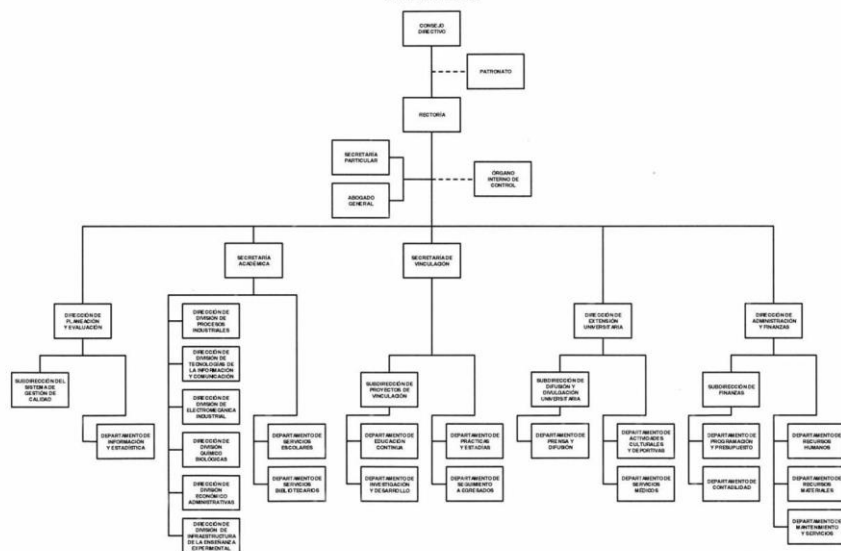 CONSEJO
DIRECTIVO
PATRONATO
RECTORÍA
SECRETARÍA
PARTICULAR
ÓRGANO
INTERNO DE
CONTROL
ABOGADO
GENERAL
SECRETARÍA
ACADÉMICA
SECRETARÍA DE
VINCULACIÓN
DIRECCIÓN DE
PLANEACIÓN
Y EVALUACIÓN
DIRECCIÓN DE
DIVISIÓN DE
PROCESOS
INDUSTRIALES
DIRECCIÓN DE
EXTENSIÓN
UNIVERSITARIA
DIRECCIÓN DE
ADMINISTRACIÓN
Y FINANZAS
SUBDIRECCIÓN DEL
SISTEMA DE
GESTIÓN DE
CALIDAD
DIRECCIÓN DE
DIVISIÓN DE
TECNOLOGÍAS DE
LA INFORMACIÓN
Y COMUNICACIÓN
SUBDIRECCIÓN DE
PROYECTOS DE
VINCULACIÓN
SUBDIRECCIÓN DE
DIFUSIÓN Y
DIVULGACIÓN
UNIVERSITARIA
SUBDIRECCIÓN DE
FINANZAS
DIRECCIÓN DE
DIVISIÓN DE
ELECTROMECÁNICA
INDUSTRIAL
DEPARTAMENTO DE
INFORMACIÓN
Y ESTADÍSTICA
DIRECCIÓN DE
DIVISIÓN
QUÍMICO
BIOLÓGICAS
DEPARTAMENTO DE
SERVICIOS
ESCOLARES
DEPARTAMENTO DE
EDUCACIÓN
CONTINUA
DEPARTAMENTO DE
PRÁCTICAS
Y ESTADÍAS
DEPARTAMENTO DE
PRENSA Y
DIFUSIÓN
DEPARTAMENTO DE
ACTIVIDADES
CULTURALES
Y DEPORTIVAS
DEPARTAMENTO DE
PROGRAMACIÓN
Y PRESUPUESTO
DEPARTAMENTO DE
RECURSOS
HUMANOS
DIRECCIÓN DE
DIVISIÓN
ECONÓMICO
ADMINISTRATIVAS
DEPARTAMENTO DE
SERVICIOS
BIBLIOTECARIOS
DEPARTAMENTO DE
INVESTIGACIÓN
Y DESARROLLO
DEPARTAMENTO DE
SEGUIMIENTO
A EGRESADOS
DEPARTAMENTO DE
SERVICIOS
MÉDICOS
DEPARTAMENTO DE
CONTABILIDAD
DEPARTAMENTO DE
RECURSOS
MATERIALES
DIRECCIÓN DE
DIVISIÓN DE
INFRAESTRUCTURA
DE LA ENSEÑANZA
EXPERIMENTAL
DEPARTAMENTO DE
MANTENIMIENTO
Y SERVICIOS